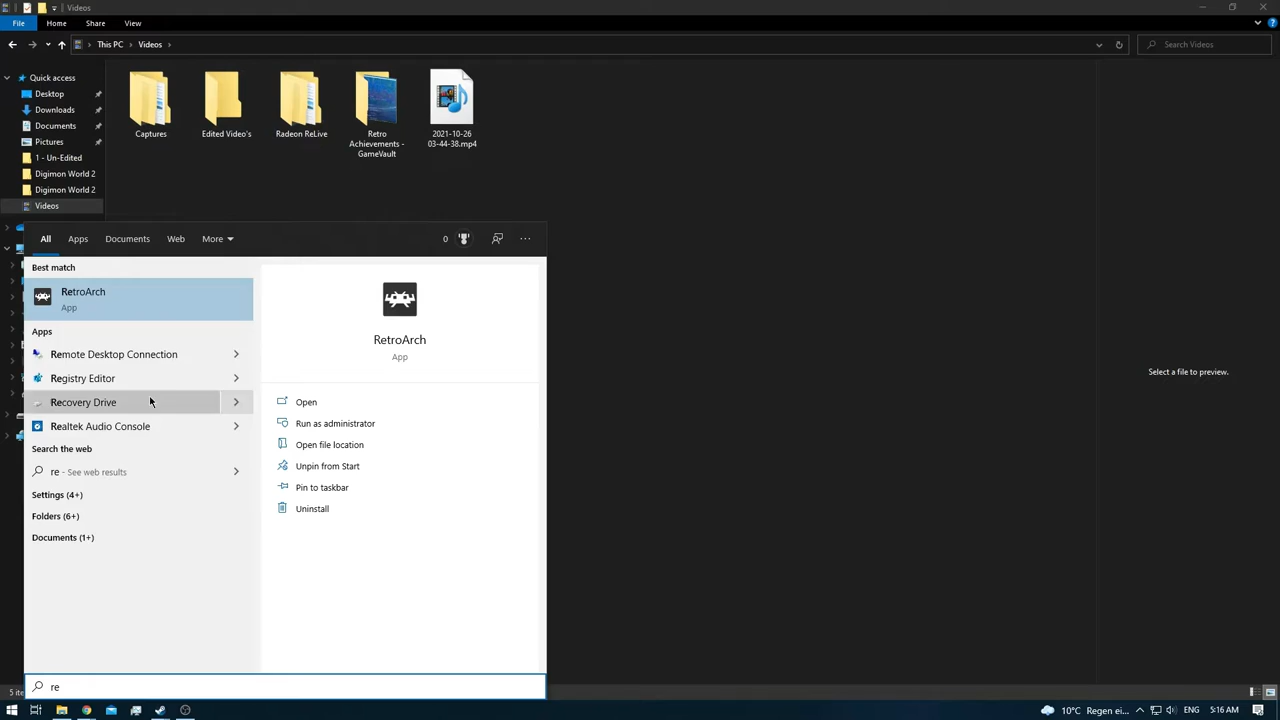 Videos
File
Home
Share
View
This PC
Videos
Search Videos
Quick access
Desktop
Downloads
Documents
Pictures
1 - Un-Edited
Digimon World 2
Digimon World 2
Videos
Captures
Edited Video's
Radeon ReLive
Retro
Achievements -
GameVault
2021-10-26
03-44-38.mp4
Select a file to preview.
All
Apps
Documents
Web
More
0
Best match
RetroArch
App
Apps
Remote Desktop Connection
Registry Editor
Recovery Drive
Realtek Audio Console
Search the web
re - See web results
Settings (4+)
Folders (6+)
Documents (1+)
RetroArch
App
Open
Run as administrator
Open file location
Unpin from Start
Pin to taskbar
Uninstall
re
5
10°C Regen ei...
ENG
5:16 AM